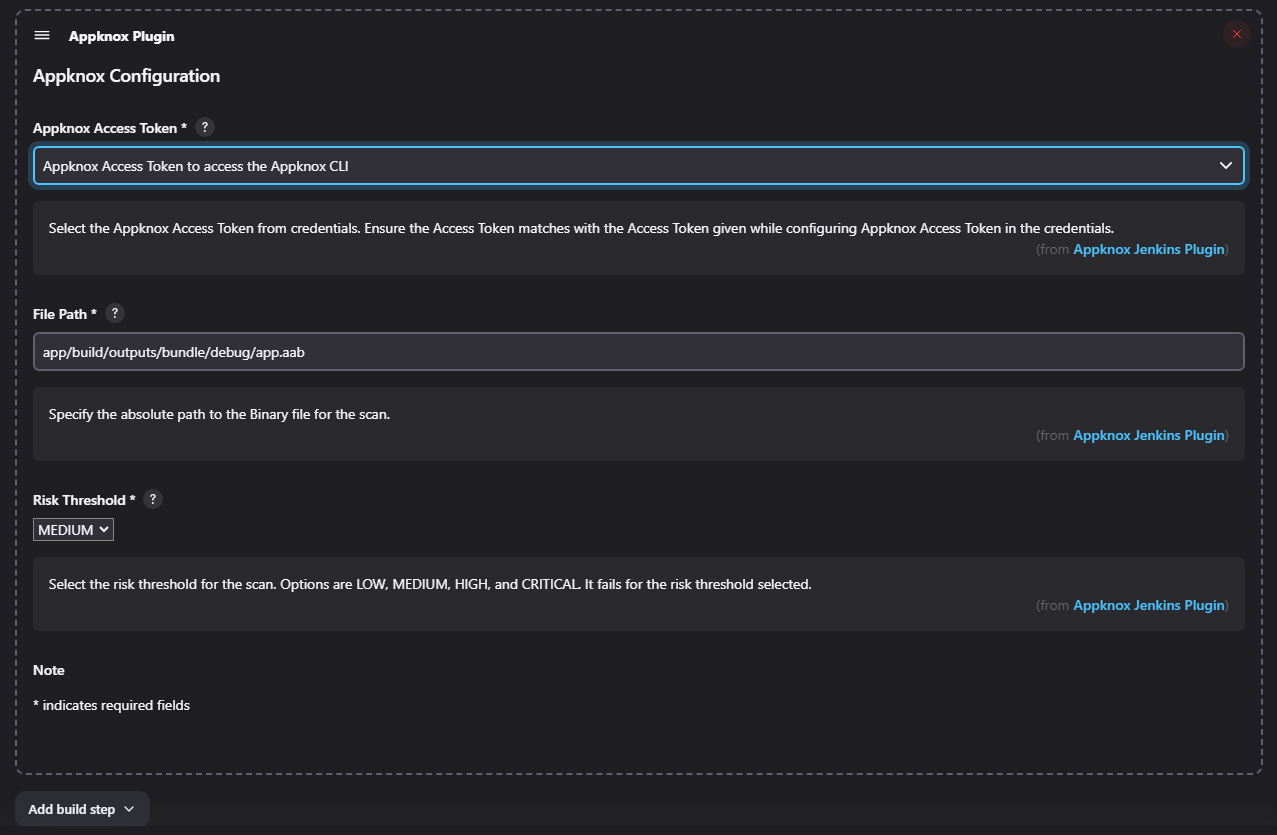 Appknox Plugin
Appknox Configuration
Appknox Access Token * ?
Appknox Access Token to access the Appknox CLI
Select the Appknox Access Token from credentials. Ensure the Access Token matches with the Access Token given while configuring Appknox Access Token in the credentials.
(from Appknox Jenkins Plugin)
File Path * ?
app/build/outputs/bundle/debug/app.aab
Specify the absolute path to the Binary file for the scan.
(from Appknox Jenkins Plugin)
Risk Threshold * ?
MEDIUM
Select the risk threshold for the scan. Options are LOW, MEDIUM, HIGH, and CRITICAL. It fails for the risk threshold selected.
(from Appknox Jenkins Plugin)
Note
* indicates required fields
Add build step